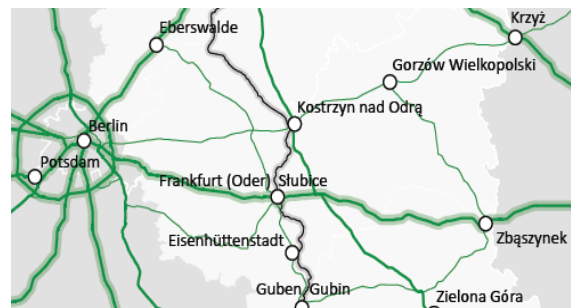 Krzyż
Eberswalde
Gorzów Wielkopolski
Kostrzyn nad Odrą
Berlin
Potsdam
Frankfurt (Oder) Słubice
Zbąszynek
Eisenhüttenstadt
Guben Gubin
Zielona Góra